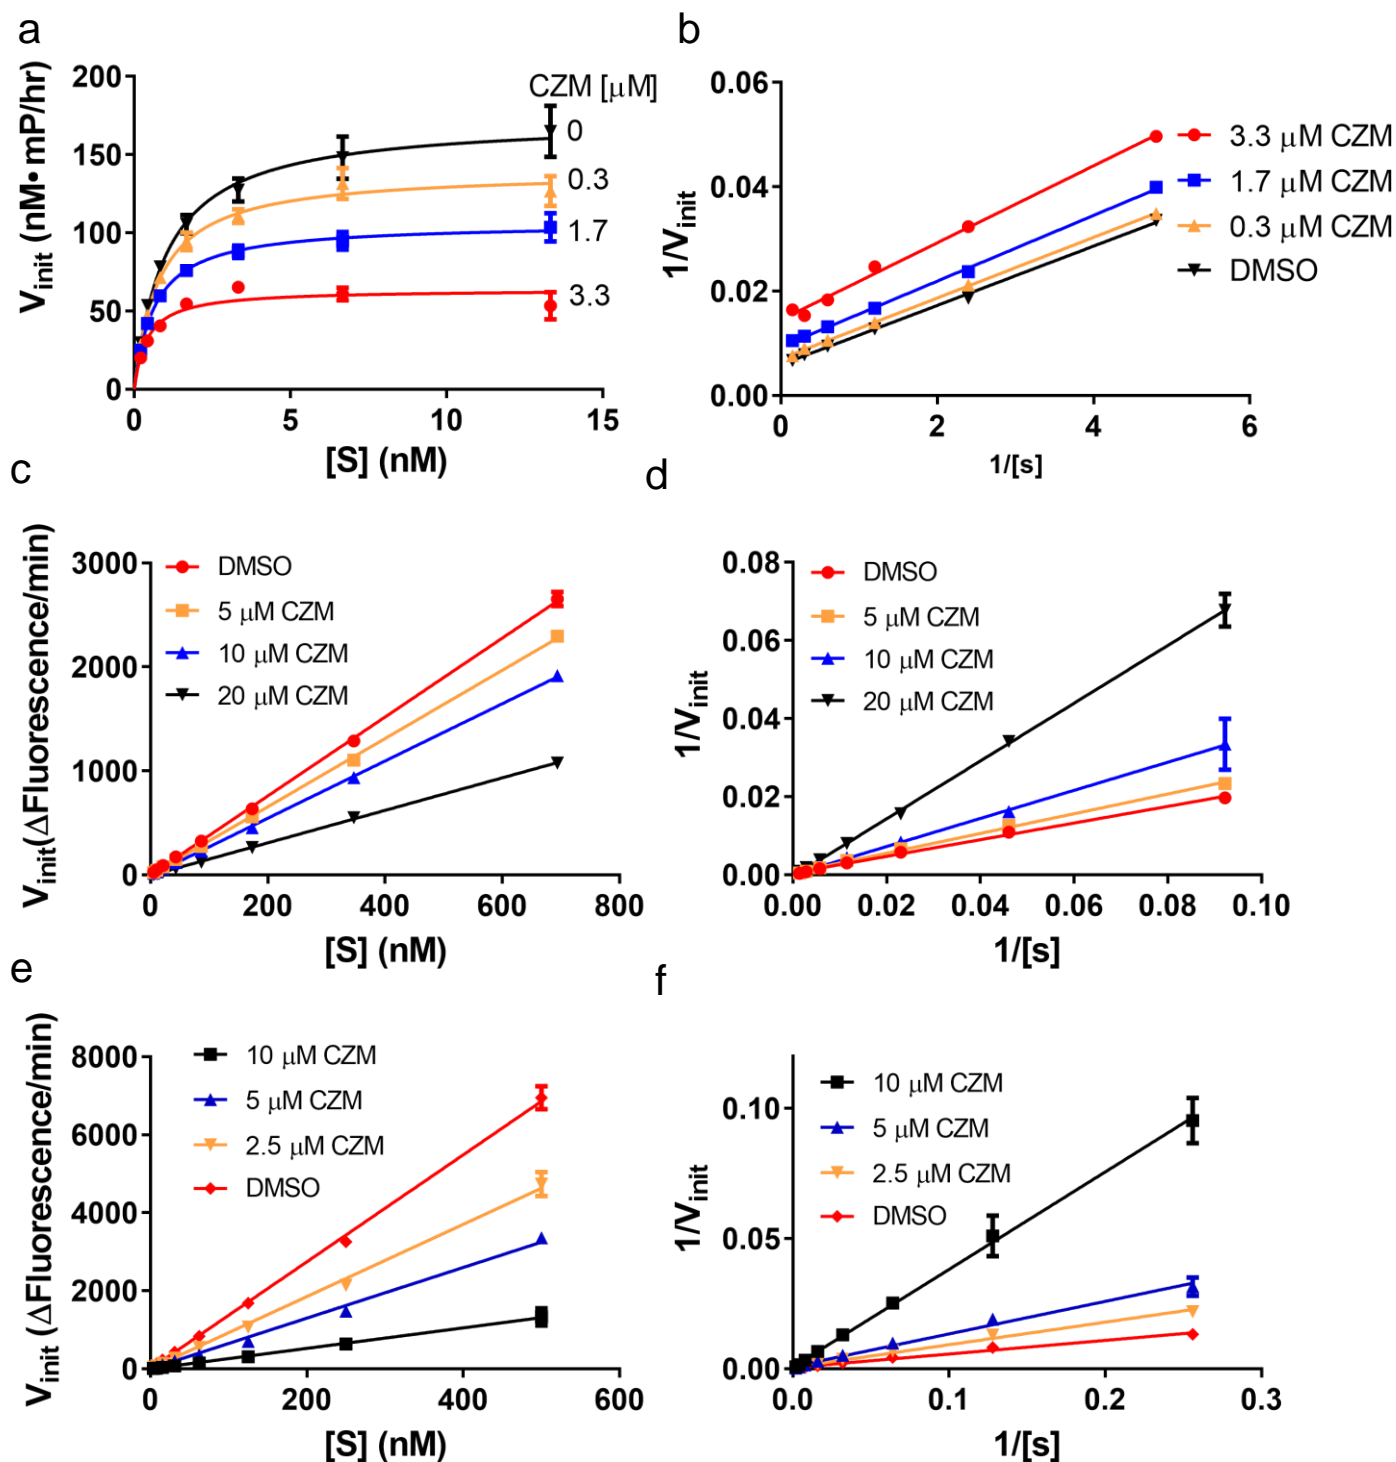 a
V_init (nM• mP/hr)
200
150
100
50
0
0
5
10
15
[S] (nM)
CZM [μM]
0
0.3
1.7
3.3
b
1/V_init
0.06
0.04
0.02
0.00
0
2
4
6
1/[s]
3.3 μM CZM
1.7 μM CZM
0.3 μM CZM
DMSO
c
V_init(ΔFluorescence/min)
3000
2000
1000
0
0
200
400
600
800
[S] (nM)
DMSO
5 μM CZM
10 μM CZM
20 μM CZM
d
1/V_init
0.08
0.06
0.04
0.02
0.00
0.00
0.02
0.04
0.06
0.08
0.10
1/[s]
DMSO
5 μM CZM
10 μM CZM
20 μM CZM
e
V_init (ΔFluorescence/min)
8000
6000
4000
2000
0
0
200
400
600
[S] (nM)
10 μM CZM
5 μM CZM
2.5 μM CZM
DMSO
f
1/V_init
0.10
0.05
0.00
0.0
0.1
0.2
0.3
1/[s]
10 μM CZM
5 μM CZM
2.5 μM CZM
DMSO